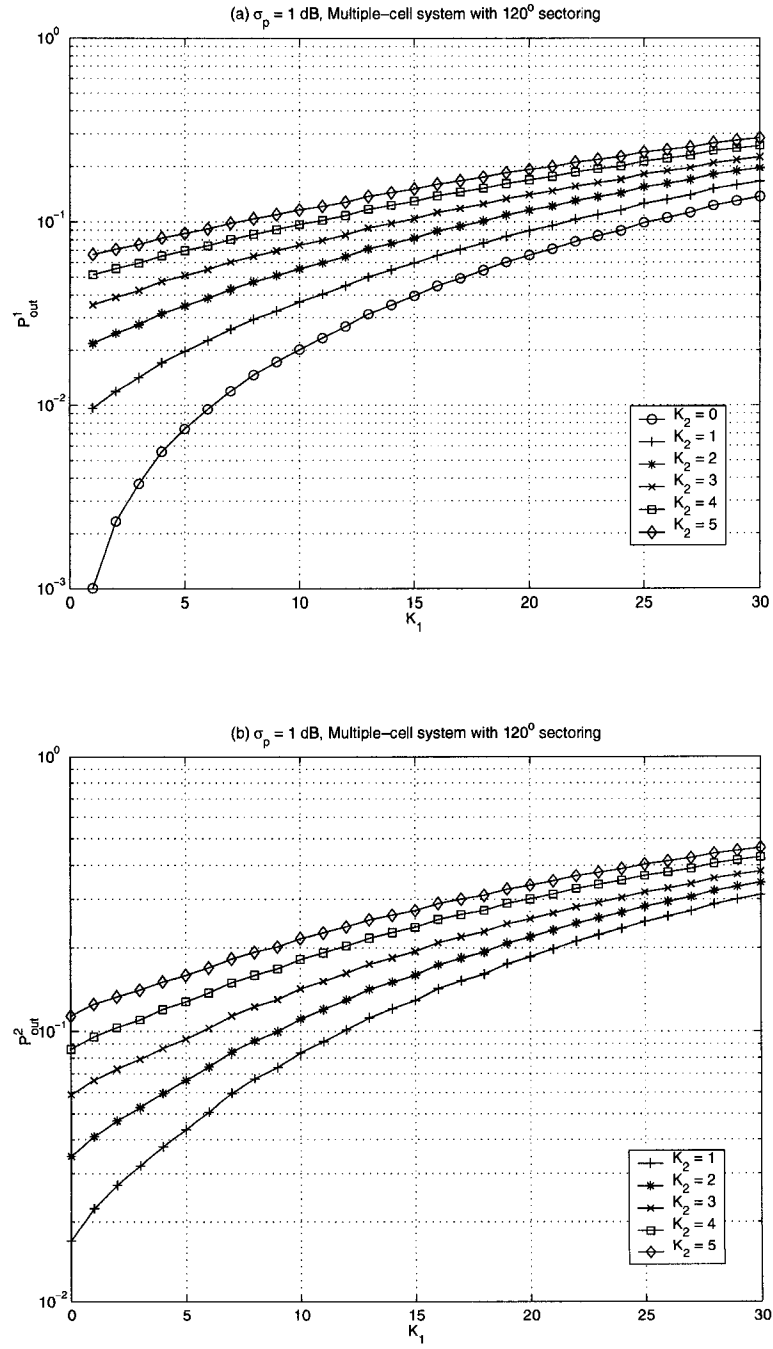 (a) σp = 1 dB, Multiple−cell system with 120o sectoring
10^0
10^-1
10^-2
10^-3
P^1_out
K2 = 0
K2 = 1
K2 = 2
K2 = 3
K2 = 4
K2 = 5
0 5 10 15 20 25 30
K1
(b) σp = 1 dB, Multiple−cell system with 120o sectoring
10^0
10^-1
10^-2
P^2_out
K2 = 1
K2 = 2
K2 = 3
K2 = 4
K2 = 5
0 5 10 15 20 25 30
K1